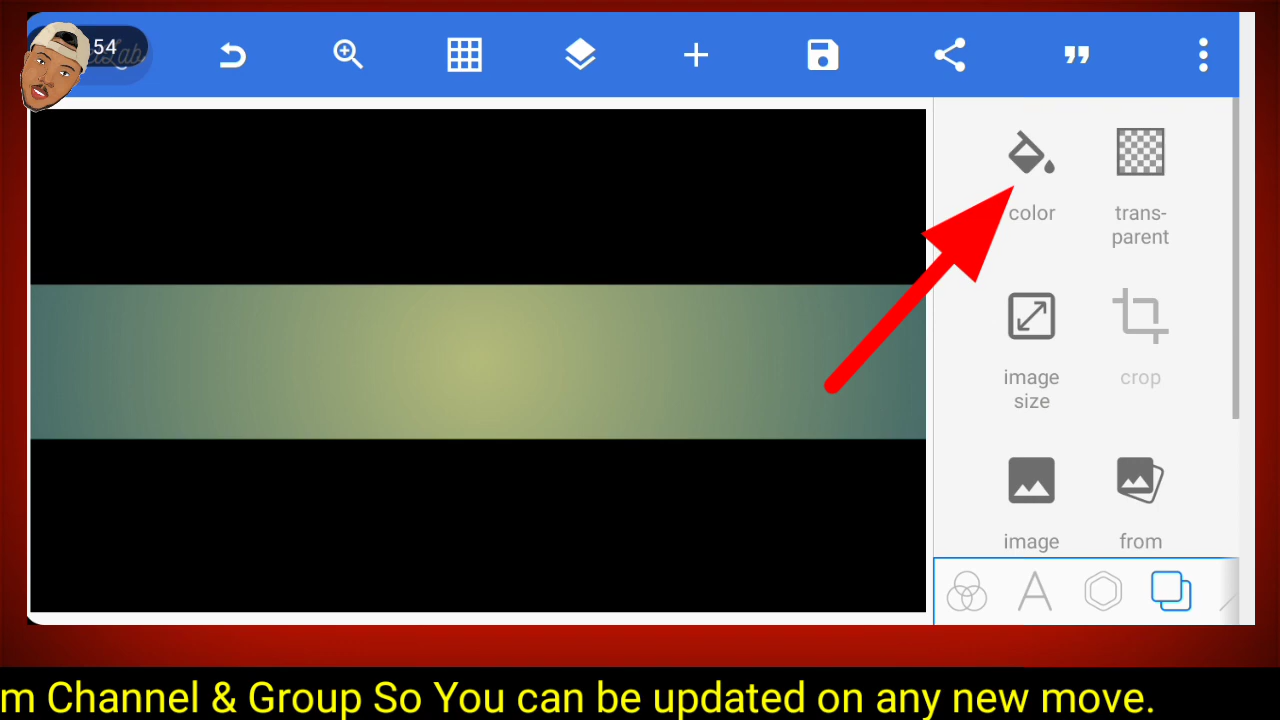 54
color
trans-
parent
image
size
crop
image
from
m Channel & Group So You can be updated on any new move.